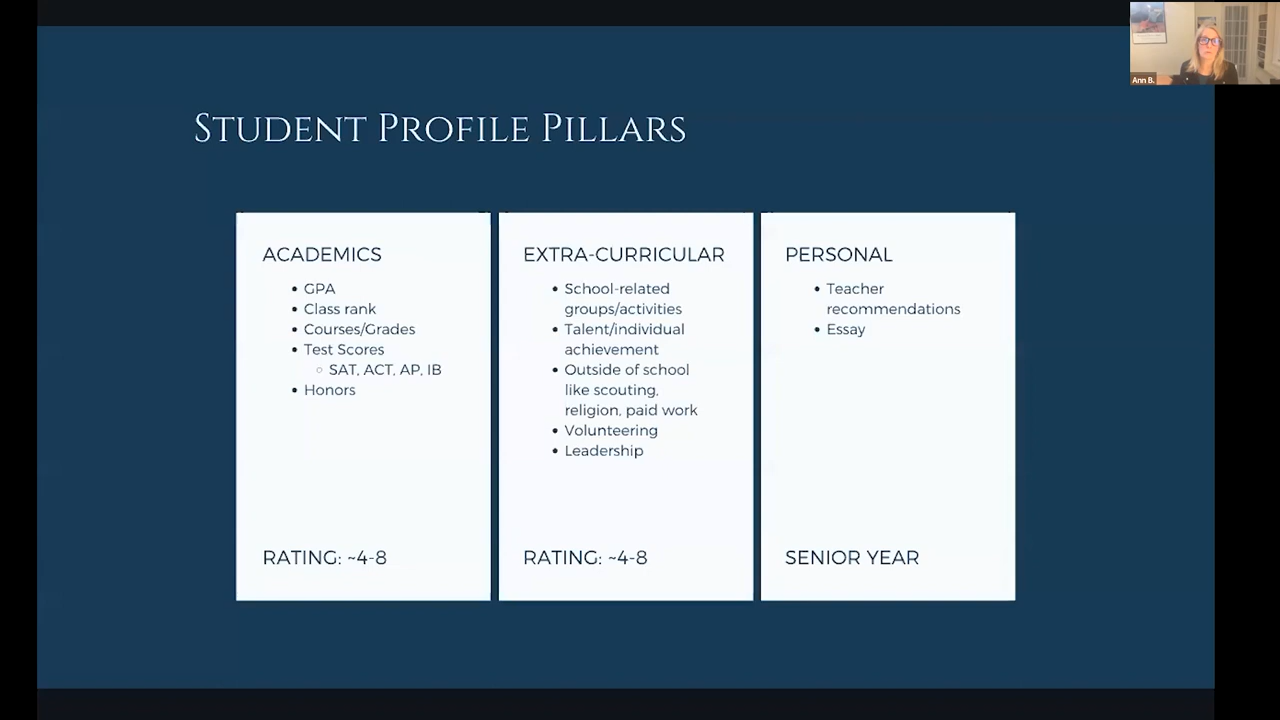 Ann B.
STUDENT PROFILE PILLARS
ACADEMICS
• GPA
• Class rank
• Courses/Grades
• Test Scores
○ SAT, ACT, AP, IB
• Honors
RATING: ~4-8
EXTRA-CURRICULAR
• School-related
groups/activities
• Talent/individual
achievement
• Outside of school
like scouting,
religion, paid work
• Volunteering
• Leadership
RATING: ~4-8
PERSONAL
• Teacher
recommendations
• Essay
SENIOR YEAR